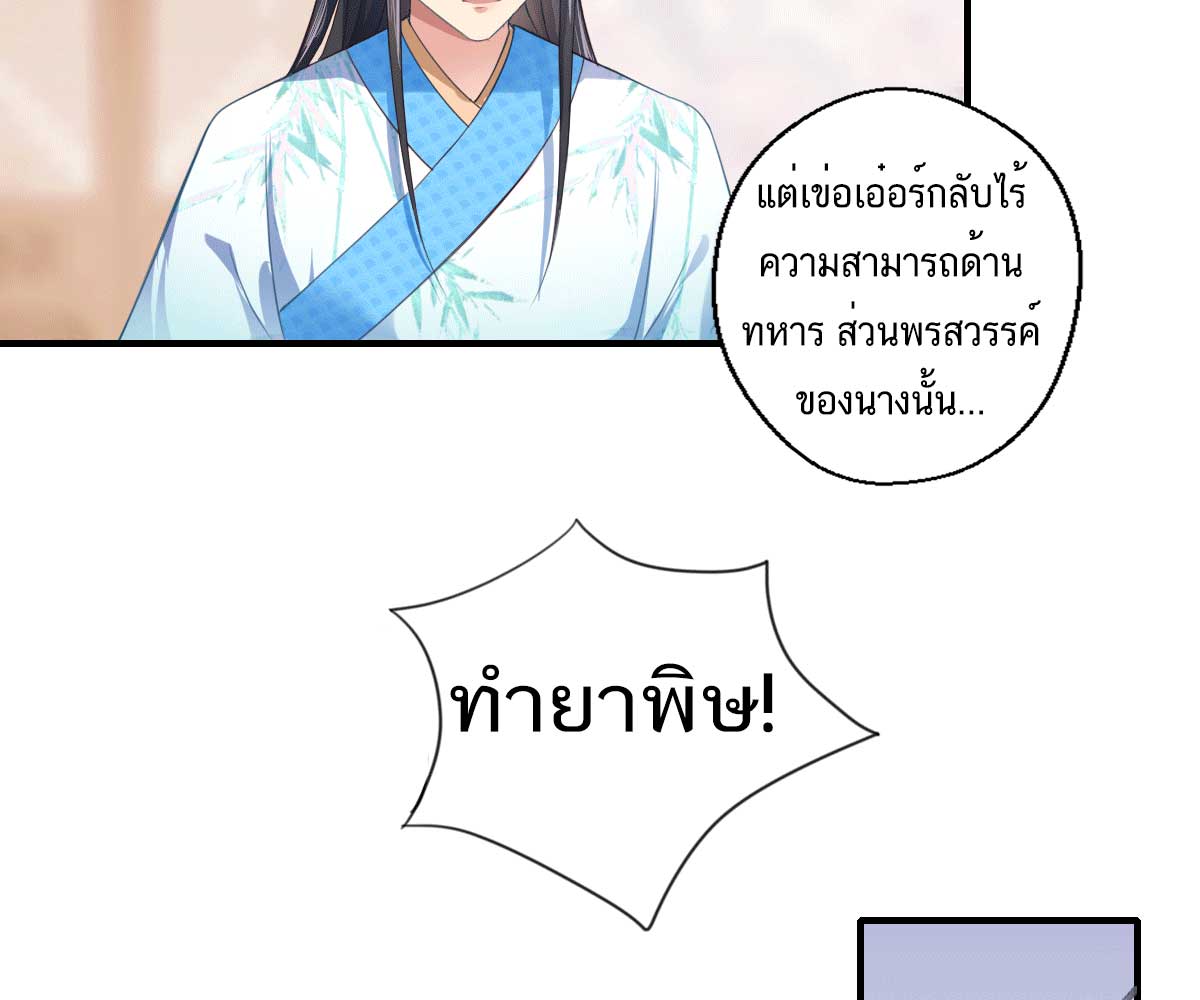 แต่เข่อเอ๋อร์กลับไร้
ความสามารถด้าน
ทหาร ส่วนพรสวรรค์
ของนางนั้น...
ทำยาพิษ!